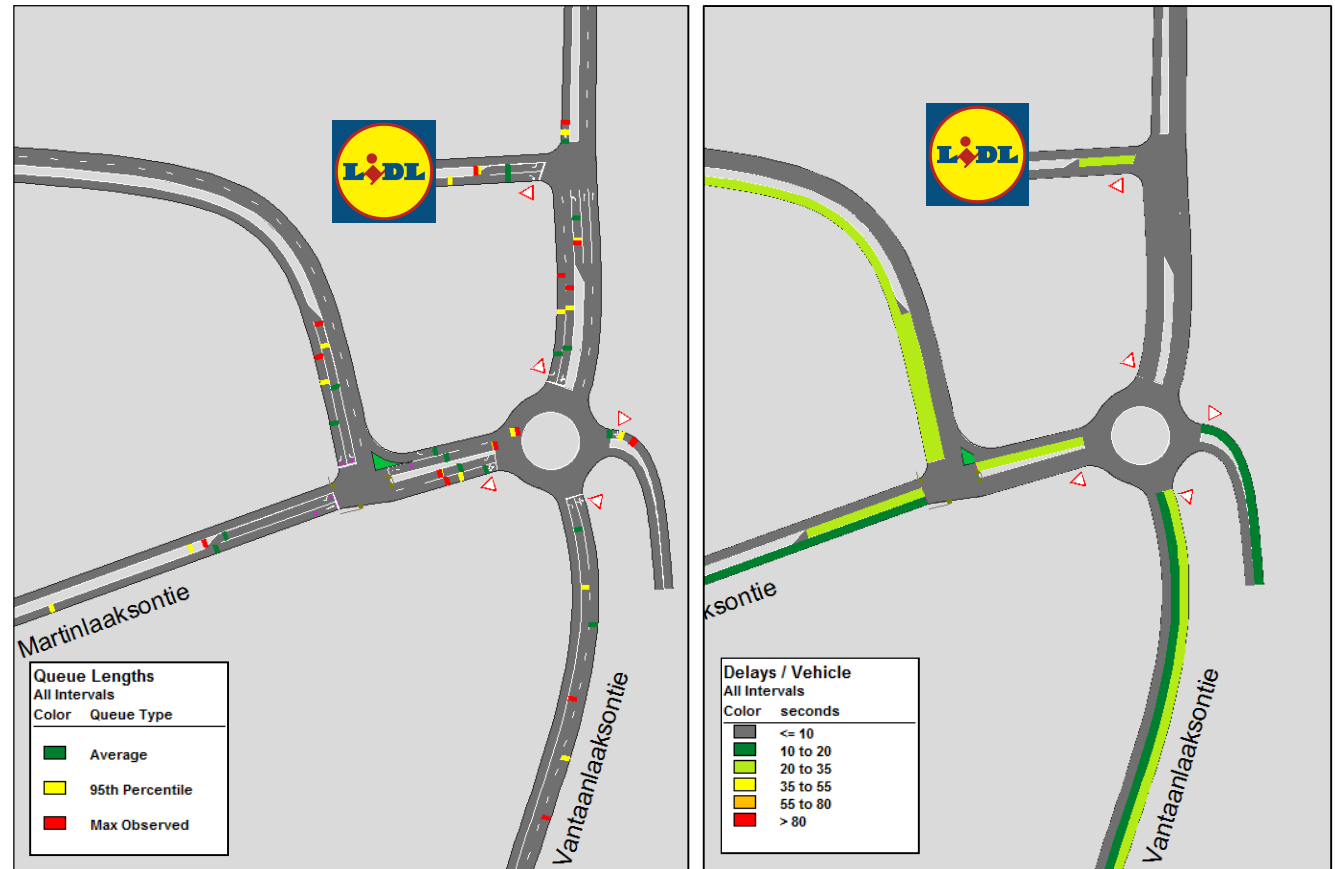 LIDL
Martinlaaksontie
Vantaanlaaksontie
Queue Lengths
All Intervals
Color Queue Type
Average
95th Percentile
Max Observed
LIDL
ksontie
Vantaanlaaksontie
Delays / Vehicle
All Intervals
Color seconds
<= 10
10 to 20
20 to 35
35 to 55
55 to 80
> 80